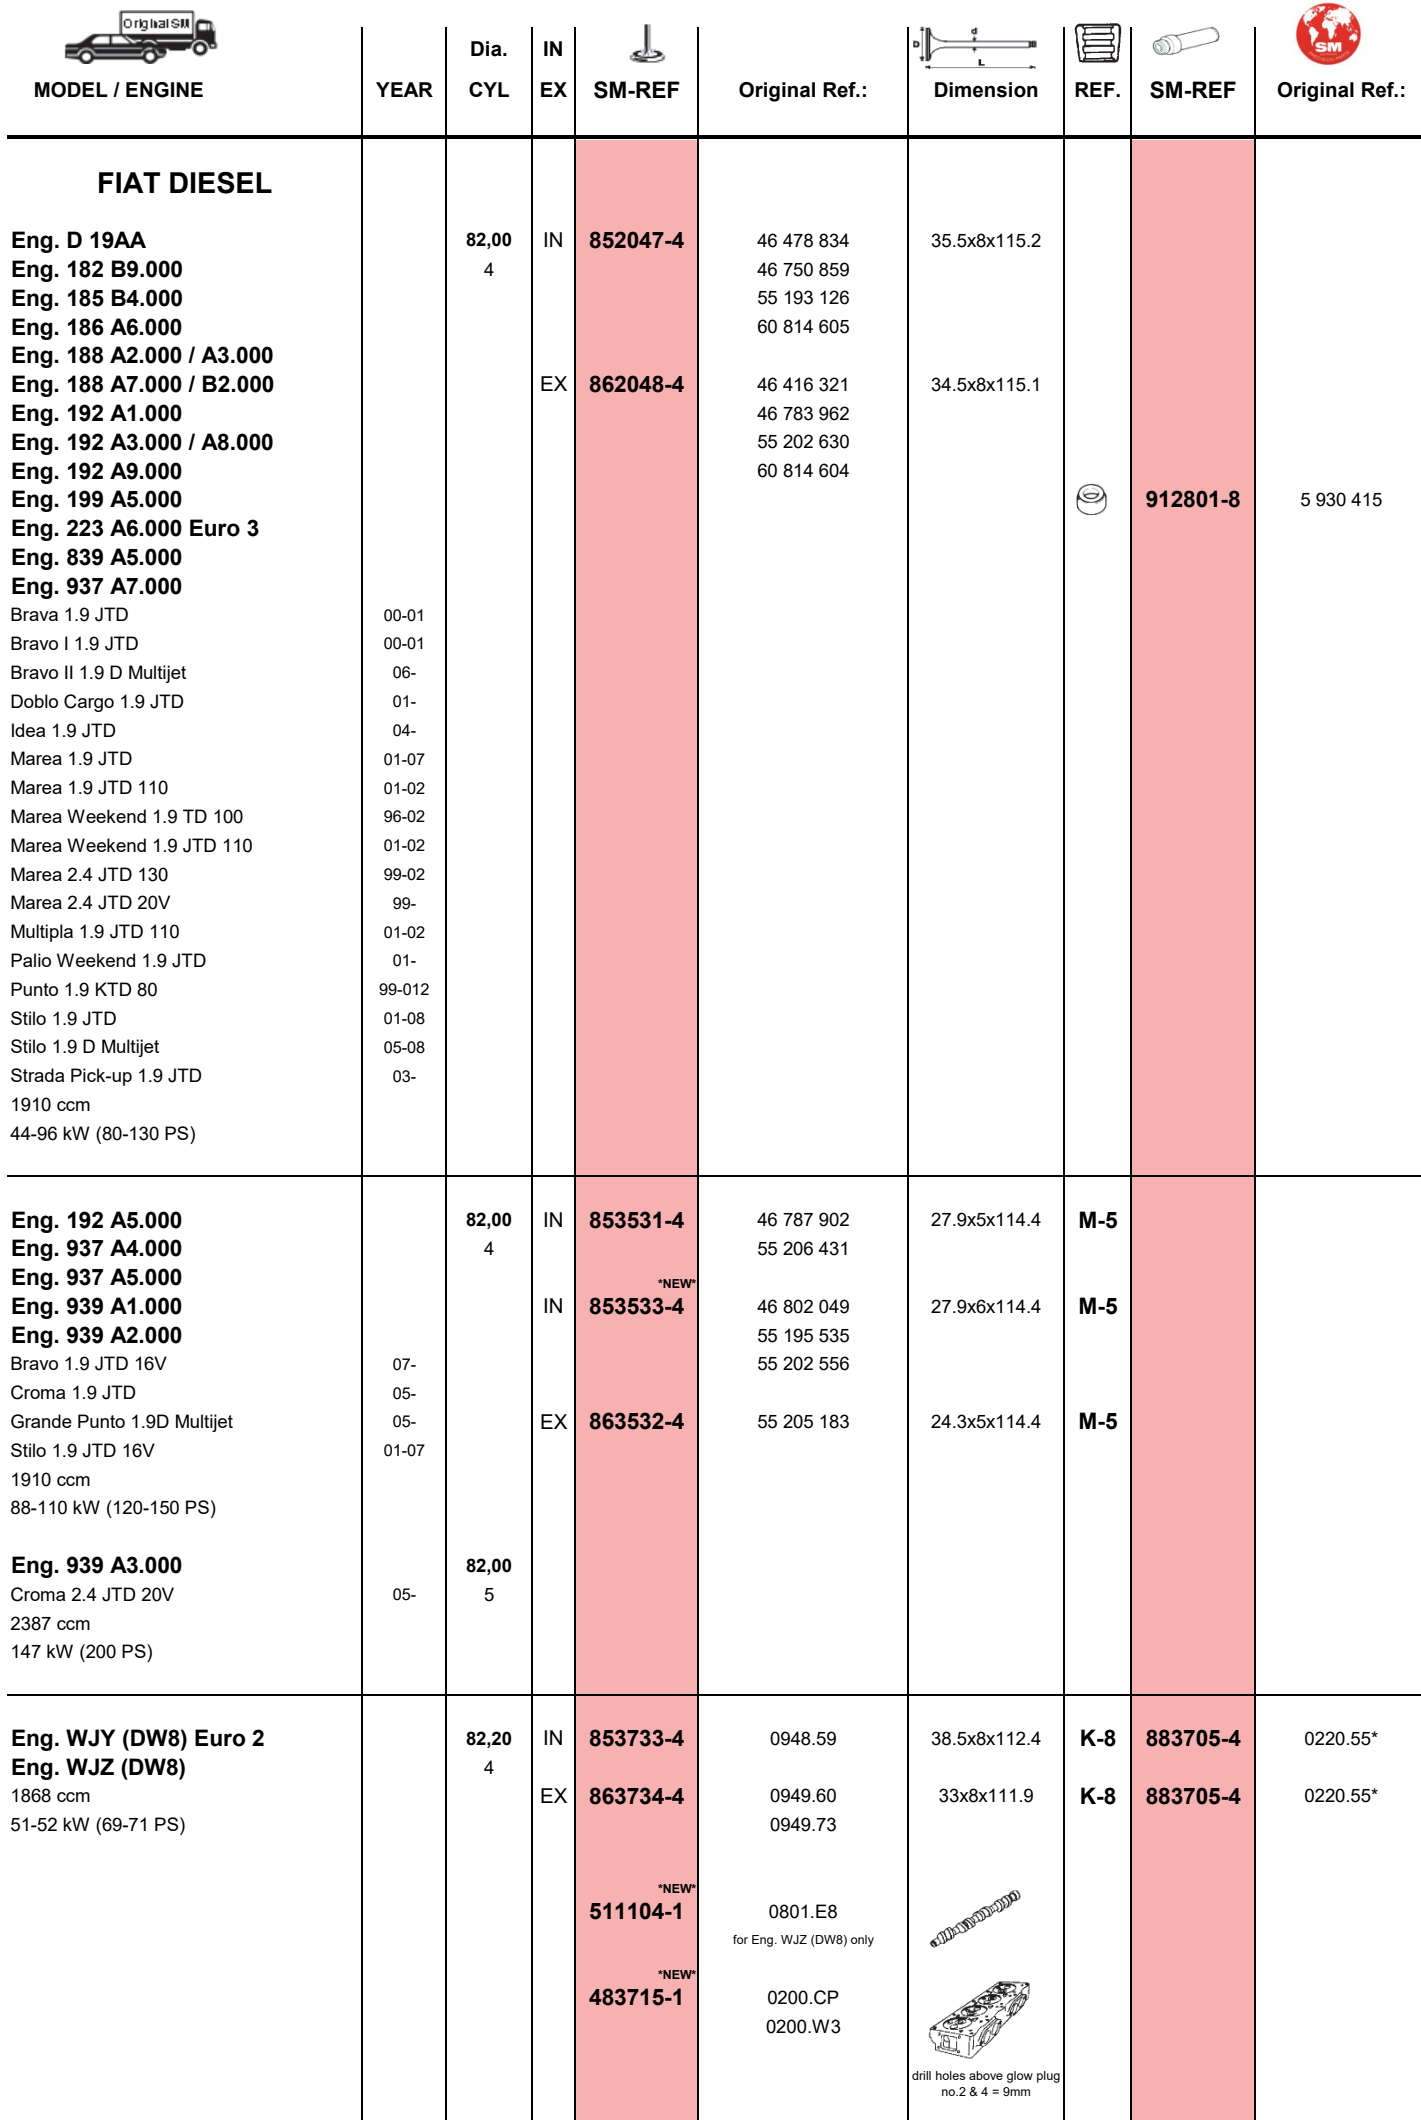 Original SM
SM
PRECISION PARTS
D d L
Dia. IN
MODEL / ENGINE YEAR CYL EX SM-REF Original Ref.: Dimension REF. SM-REF Original Ref.:
FIAT DIESEL
Eng. D 19AA 82,00 IN 852047-4 46 478 834 35.5x8x115.2
Eng. 182 B9.000 4 46 750 859
Eng. 185 B4.000 55 193 126
Eng. 186 A6.000 60 814 605
Eng. 188 A2.000 / A3.000
Eng. 188 A7.000 / B2.000 EX 862048-4 46 416 321 34.5x8x115.1
Eng. 192 A1.000 46 783 962
Eng. 192 A3.000 / A8.000 55 202 630
Eng. 192 A9.000 60 814 604
Eng. 199 A5.000 912801-8 5 930 415
Eng. 223 A6.000 Euro 3
Eng. 839 A5.000
Eng. 937 A7.000
Brava 1.9 JTD 00-01
Bravo I 1.9 JTD 00-01
Bravo II 1.9 D Multijet 06-
Doblo Cargo 1.9 JTD 01-
Idea 1.9 JTD 04-
Marea 1.9 JTD 01-07
Marea 1.9 JTD 110 01-02
Marea Weekend 1.9 TD 100 96-02
Marea Weekend 1.9 JTD 110 01-02
Marea 2.4 JTD 130 99-02
Marea 2.4 JTD 20V 99-
Multipla 1.9 JTD 110 01-02
Palio Weekend 1.9 JTD 01-
Punto 1.9 KTD 80 99-012
Stilo 1.9 JTD 01-08
Stilo 1.9 D Multijet 05-08
Strada Pick-up 1.9 JTD 03-
1910 ccm
44-96 kW (80-130 PS)
Eng. 192 A5.000 82,00 IN 853531-4 46 787 902 27.9x5x114.4 M-5
Eng. 937 A4.000 4 55 206 431
Eng. 937 A5.000 *NEW*
Eng. 939 A1.000 IN 853533-4 46 802 049 27.9x6x114.4 M-5
Eng. 939 A2.000 55 195 535
Bravo 1.9 JTD 16V 07- 55 202 556
Croma 1.9 JTD 05-
Grande Punto 1.9D Multijet 05- EX 863532-4 55 205 183 24.3x5x114.4 M-5
Stilo 1.9 JTD 16V 01-07
1910 ccm
88-110 kW (120-150 PS)
Eng. 939 A3.000 82,00
Croma 2.4 JTD 20V 05- 5
2387 ccm
147 kW (200 PS)
Eng. WJY (DW8) Euro 2 82,20 IN 853733-4 0948.59 38.5x8x112.4 K-8 883705-4 0220.55*
Eng. WJZ (DW8) 4
1868 ccm EX 863734-4 0949.60 33x8x111.9 K-8 883705-4 0220.55*
51-52 kW (69-71 PS) 0949.73
*NEW*
511104-1 0801.E8
for Eng. WJZ (DW8) only
*NEW*
483715-1 0200.CP
0200.W3
drill holes above glow plug
no.2 & 4 = 9mm